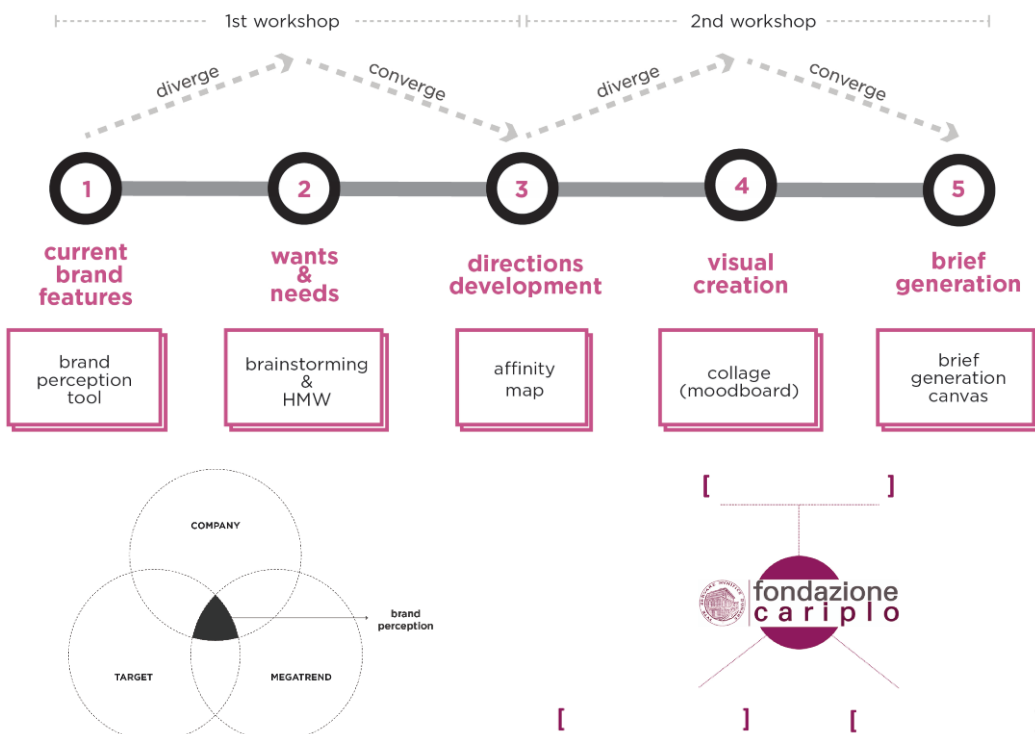 1st workshop
2nd workshop
diverge
converge
diverge
converge
1
2
3
4
5
current
brand
features
wants
&
needs
directions
development
visual
creation
brief
generation
brand
perception
tool
brainstorming
&
HMW
affinity
map
collage
(moodboard)
brief
generation
canvas
[ ]
COMPANY
fondazione
cariplo
brand
perception
TARGET
MEGATREND
[ ]
[